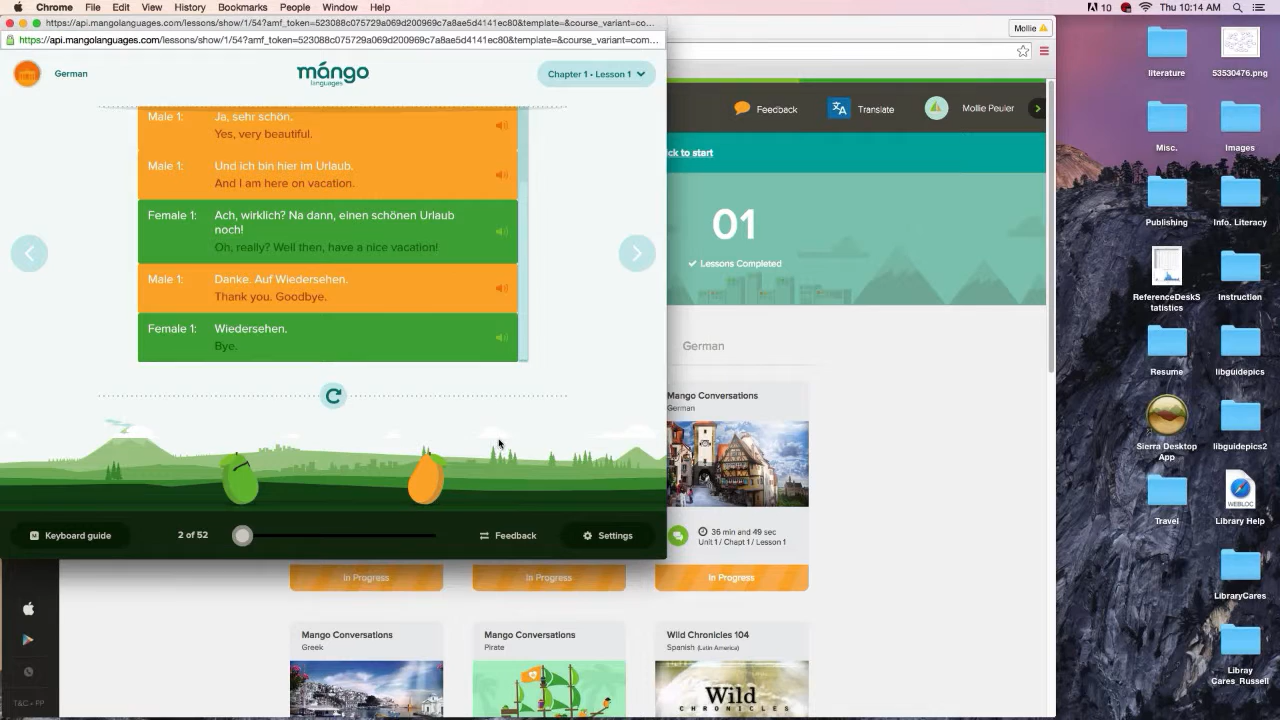 Chrome File Edit View History Bookmarks People Window Help
10 Thu 10:14 AM
https://api.mangolanguages.com/lessons/show/1/54?amf_token=523088c075729a069d200969c7a8ae5d4141ec80&template=&course_variant=com…
https://api.mangolanguages.com/lessons/show/1/54?amf_token=523088c075729a069d200969c7a8ae5d4141ec80&template=&course_variant=com…
Mollie
German
mango
languages
Chapter 1 • Lesson 1
Male 1: Ja, sehr schön.
Yes, very beautiful.
Male 1: Und ich bin hier im Urlaub.
And I am here on vacation.
Female 1: Ach, wirklich? Na dann, einen schönen Urlaub
noch!
Oh, really? Well then, have a nice vacation!
Male 1: Danke. Auf Wiedersehen.
Thank you. Goodbye.
Female 1: Wiedersehen.
Bye.
Keyboard guide
2 of 52
Feedback
Settings
Feedback
Translate
Mollie Peuler
ck to start
01
Lessons Completed
German
Mango Conversations
German
36 min and 49 sec
Unit 1 / Chapt 1 / Lesson 1
In Progress
In Progress
In Progress
Mango Conversations
Greek
Mango Conversations
Pirate
Wild Chronicles 104
Spanish (Latin America)
Wild
CHRONICLES
T&C • PP
literature
53530476.png
Misc.
Images
Publishing
Info. Literacy
ReferenceDeskS
tatistics
Instruction
Resume
libguidepics
Sierra Desktop
App
libguidepics2
WEBLOC
Travel
Library Help
LibraryCares
Libray
Cares_Russell